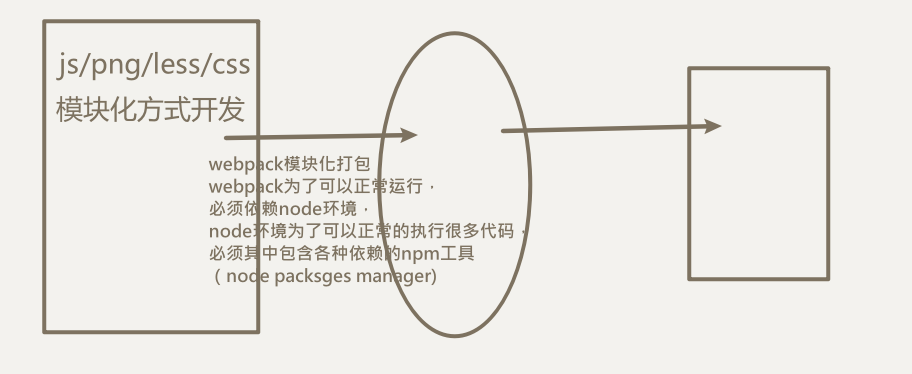 js/png/less/css
模块化方式开发
webpack模块化打包
webpack为了可以正常运行，
必须依赖node环境，
node环境为了可以正常的执行很多代码，
必须其中包含各种依赖的npm工具
（node packsges manager)